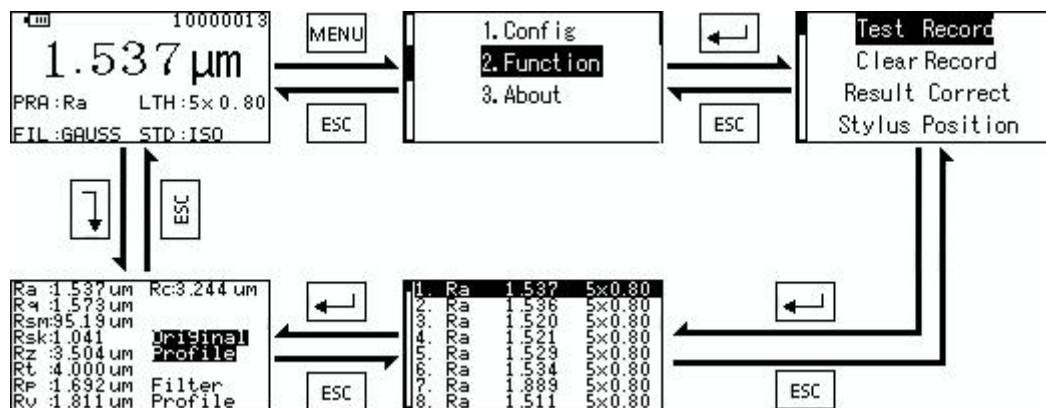 10000013
1.537 μm
PRA :Ra LTH :5×0.80
FIL :GAUSS STD :ISO
MENU
ESC
1. Config
2. Function
3. About
ESC
Test Record
Clear Record
Result Correct
Stylus Position
ESC
Ra :1.537 um Rc:3.244 um
Rq :1.573 um
Rsm:95.19 um
Rsk:1.041 Original
Rz :3.504 um Profile
Rt :4.000 um
Rp :1.692 um Filter
Rv :1.811 um Profile
ESC
1. Ra 1.537 5×0.80
2. Ra 1.536 5×0.80
3. Ra 1.520 5×0.80
4. Ra 1.521 5×0.80
5. Ra 1.529 5×0.80
6. Ra 1.534 5×0.80
7. Ra 1.889 5×0.80
8. Ra 1.511 5×0.80
ESC